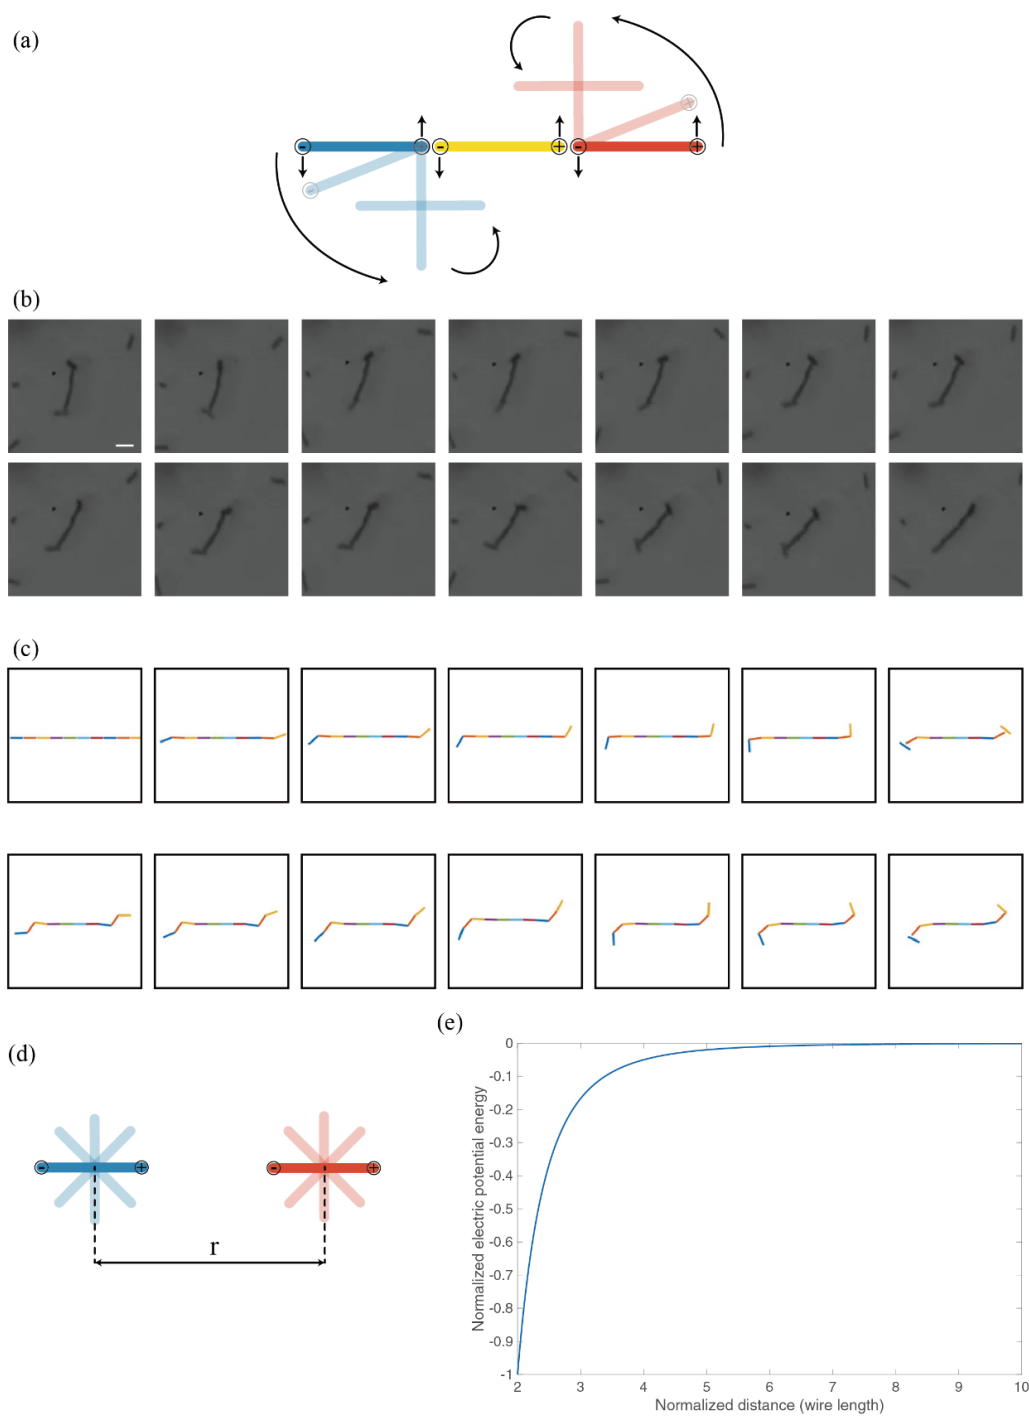 (a)
+
- - + - +
-
(b)
(c)
(d)
(e)
- + - +
r
Normalized electric potential energy
0
-0.1
-0.2
-0.3
-0.4
-0.5
-0.6
-0.7
-0.8
-0.9
-1
2 3 4 5 6 7 8 9 10
Normalized distance (wire length)